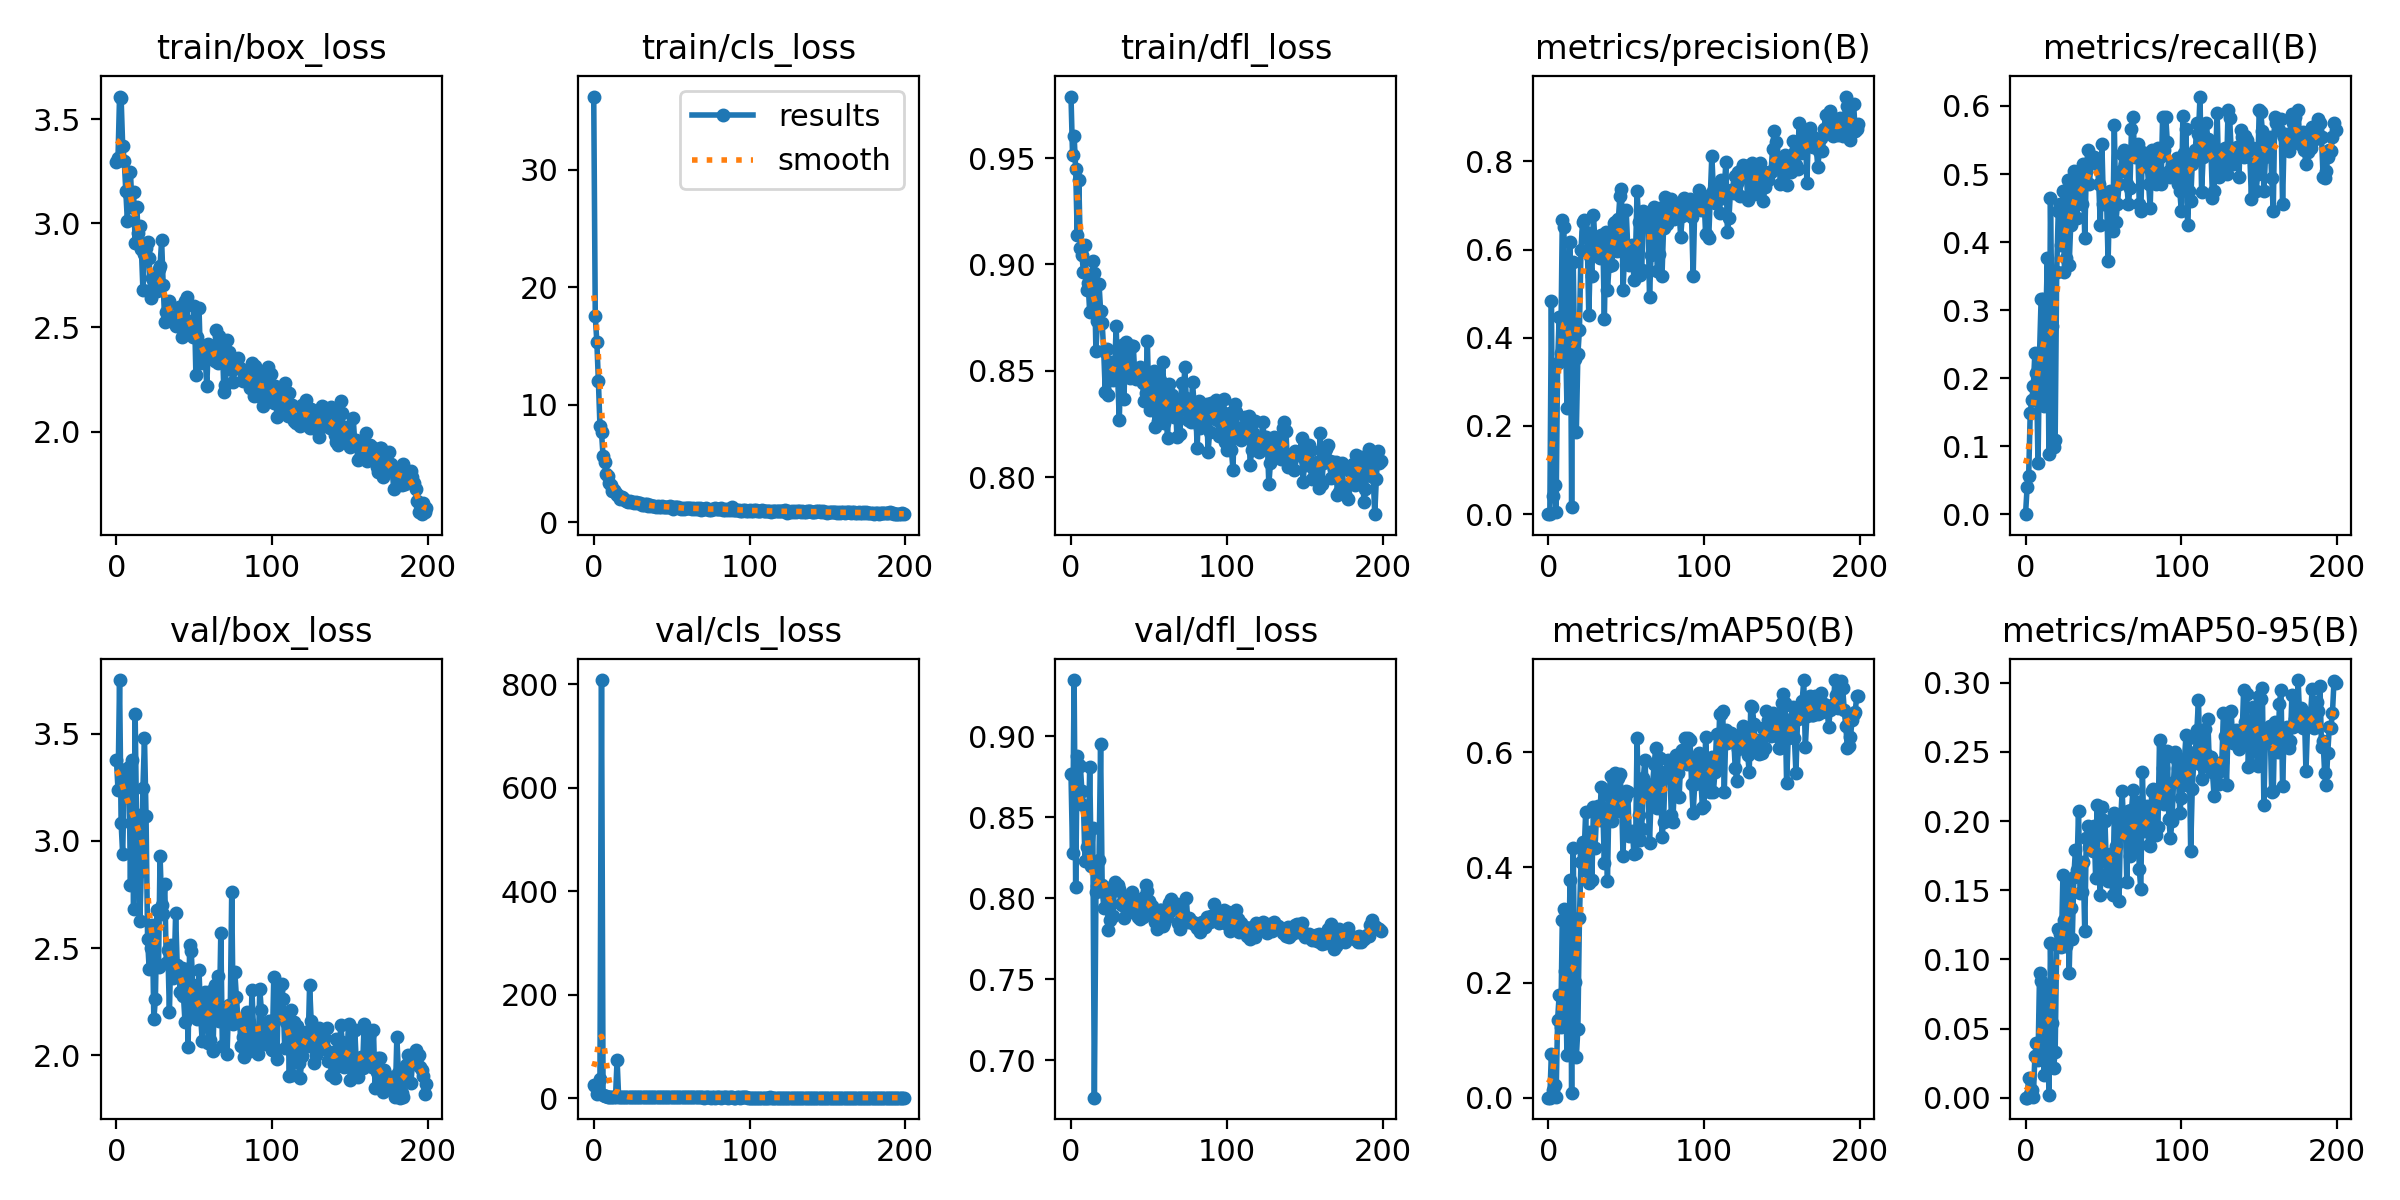 train/box_loss
3.5
3.0
2.5
2.0
0 100 200
train/cls_loss
results
smooth
30
20
10
0
0 100 200
train/dfl_loss
0.95
0.90
0.85
0.80
0 100 200
metrics/precision(B)
0.8
0.6
0.4
0.2
0.0
0 100 200
metrics/recall(B)
0.6
0.5
0.4
0.3
0.2
0.1
0.0
0 100 200
val/box_loss
3.5
3.0
2.5
2.0
0 100 200
val/cls_loss
800
600
400
200
0
0 100 200
val/dfl_loss
0.90
0.85
0.80
0.75
0.70
0 100 200
metrics/mAP50(B)
0.6
0.4
0.2
0.0
0 100 200
metrics/mAP50-95(B)
0.30
0.25
0.20
0.15
0.10
0.05
0.00
0 100 200